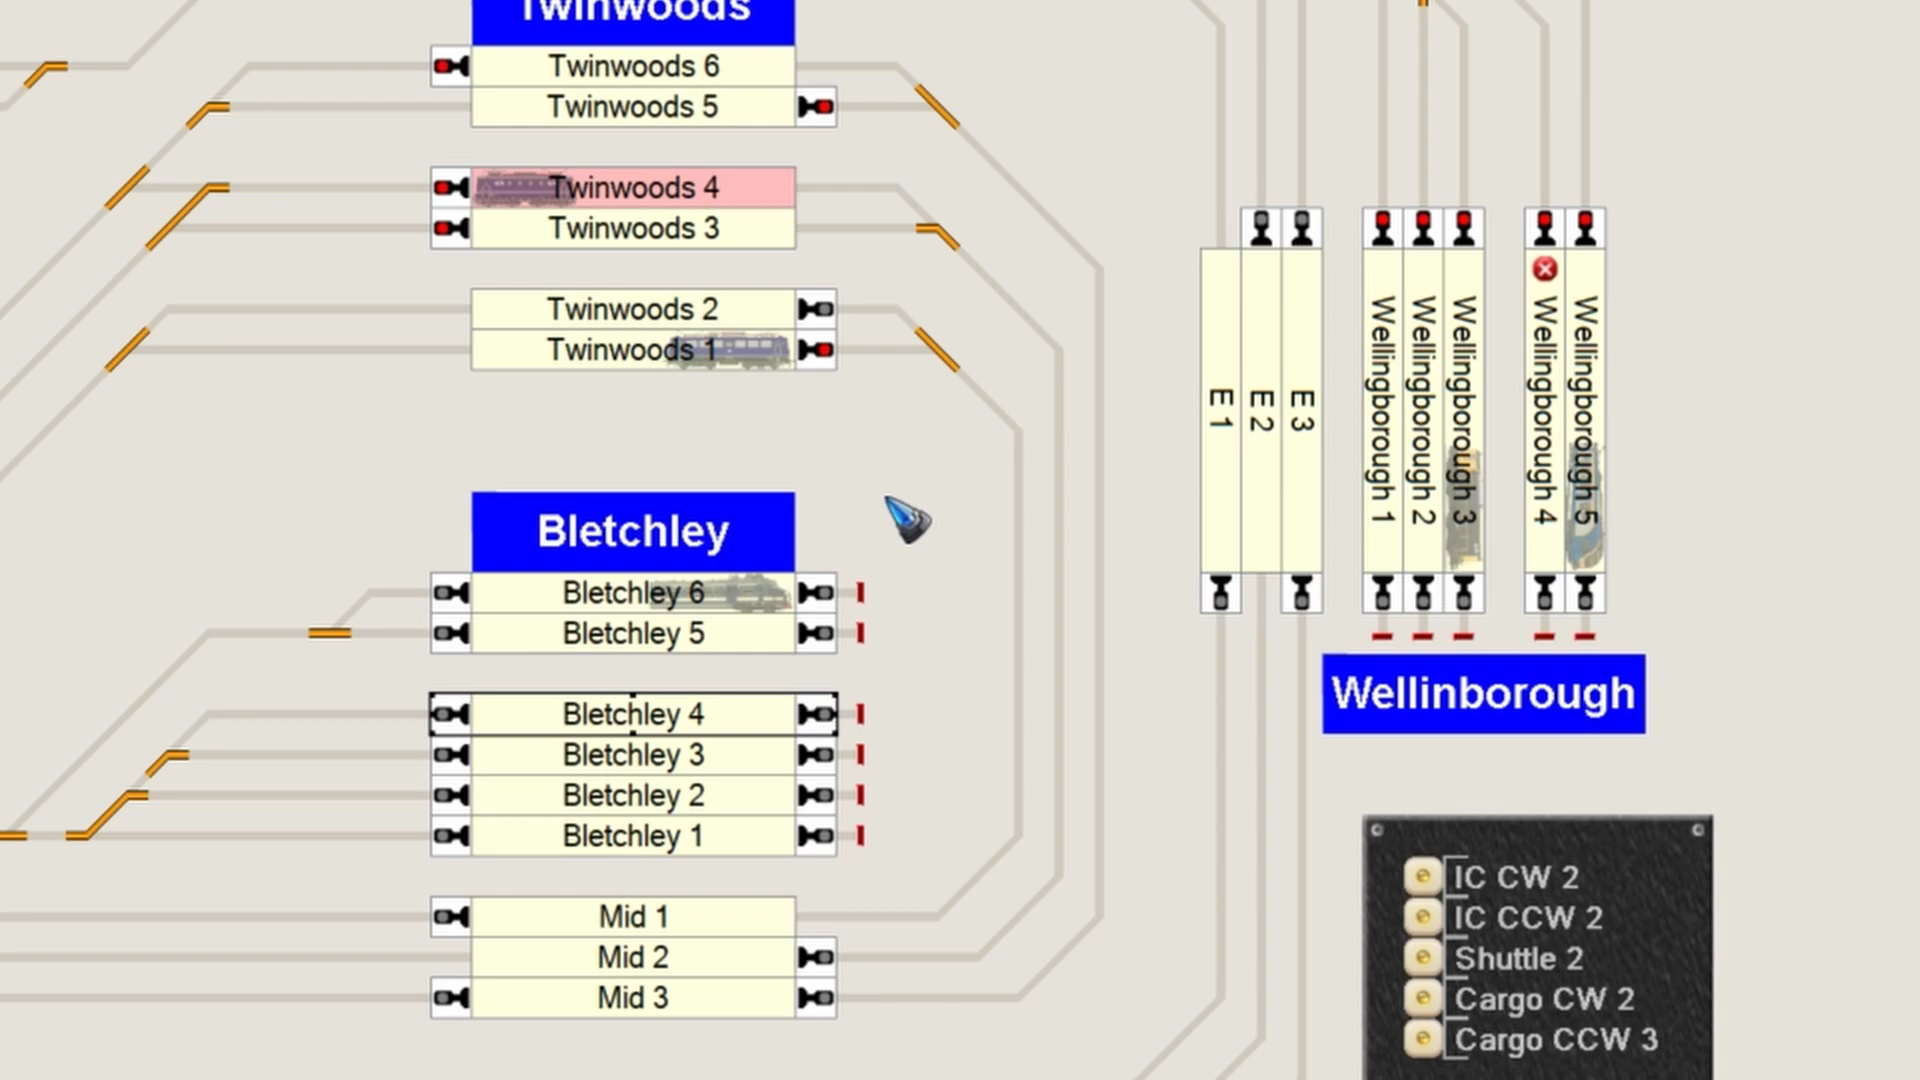 Twinwoods
Twinwoods 6
Twinwoods 5
Twinwoods 4
Twinwoods 3
Twinwoods 2
Twinwoods 1
Bletchley
Bletchley 6
Bletchley 5
Bletchley 4
Bletchley 3
Bletchley 2
Bletchley 1
Mid 1
Mid 2
Mid 3
E 1
E 2
E 3
Wellingborough 1
Wellingborough 2
Wellingborough 3
Wellingborough 4
Wellingborough 5
Wellinborough
IC CW 2
IC CCW 2
Shuttle 2
Cargo CW 2
Cargo CCW 3